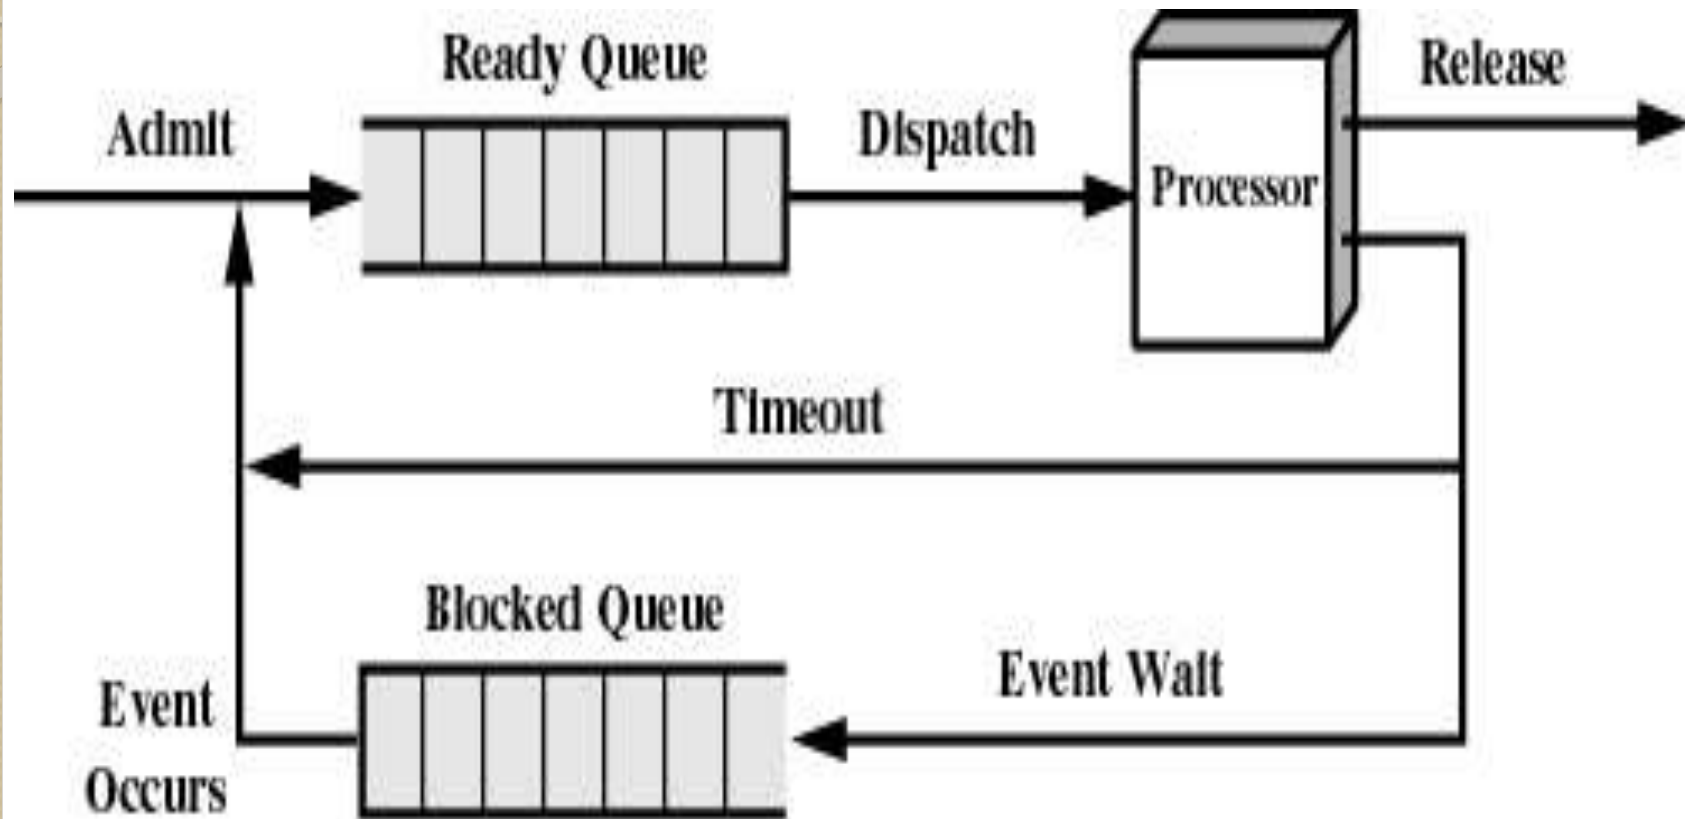 Ready Queue
Release
Admit
Dispatch
Processor
Timeout
Blocked Queue
Event Wait
Event
Occurs